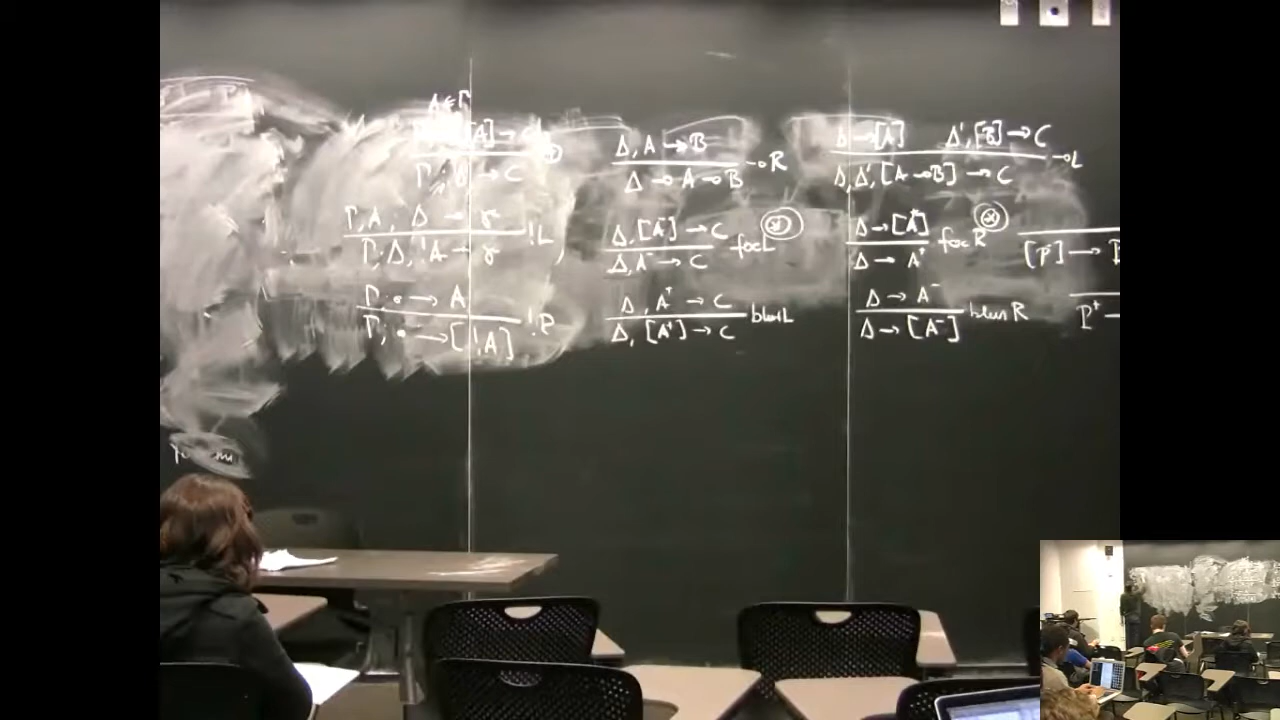 A ∈ Γ
[A] → C
Γ; Δ → C
Γ, A; Δ → γ
Γ; Δ, !A → γ
!L
Γ; • → A
Γ; • → [!A]
!R
Δ, A → B
Δ → A ⊸ B
⊸R
Δ, [A⁻] → C
Δ, A⁻ → C
focL (*)
Δ, A⁺ → C
Δ, [A⁺] → C
blurL
Δ → [A] Δ', [B] → C
Δ, Δ', [A ⊸ B] → C
⊸L
Δ → [A⁺]
Δ → A⁺
focR (*)
Δ → A⁻
Δ → [A⁻]
blurR
[P⁻] → P
P⁺ →